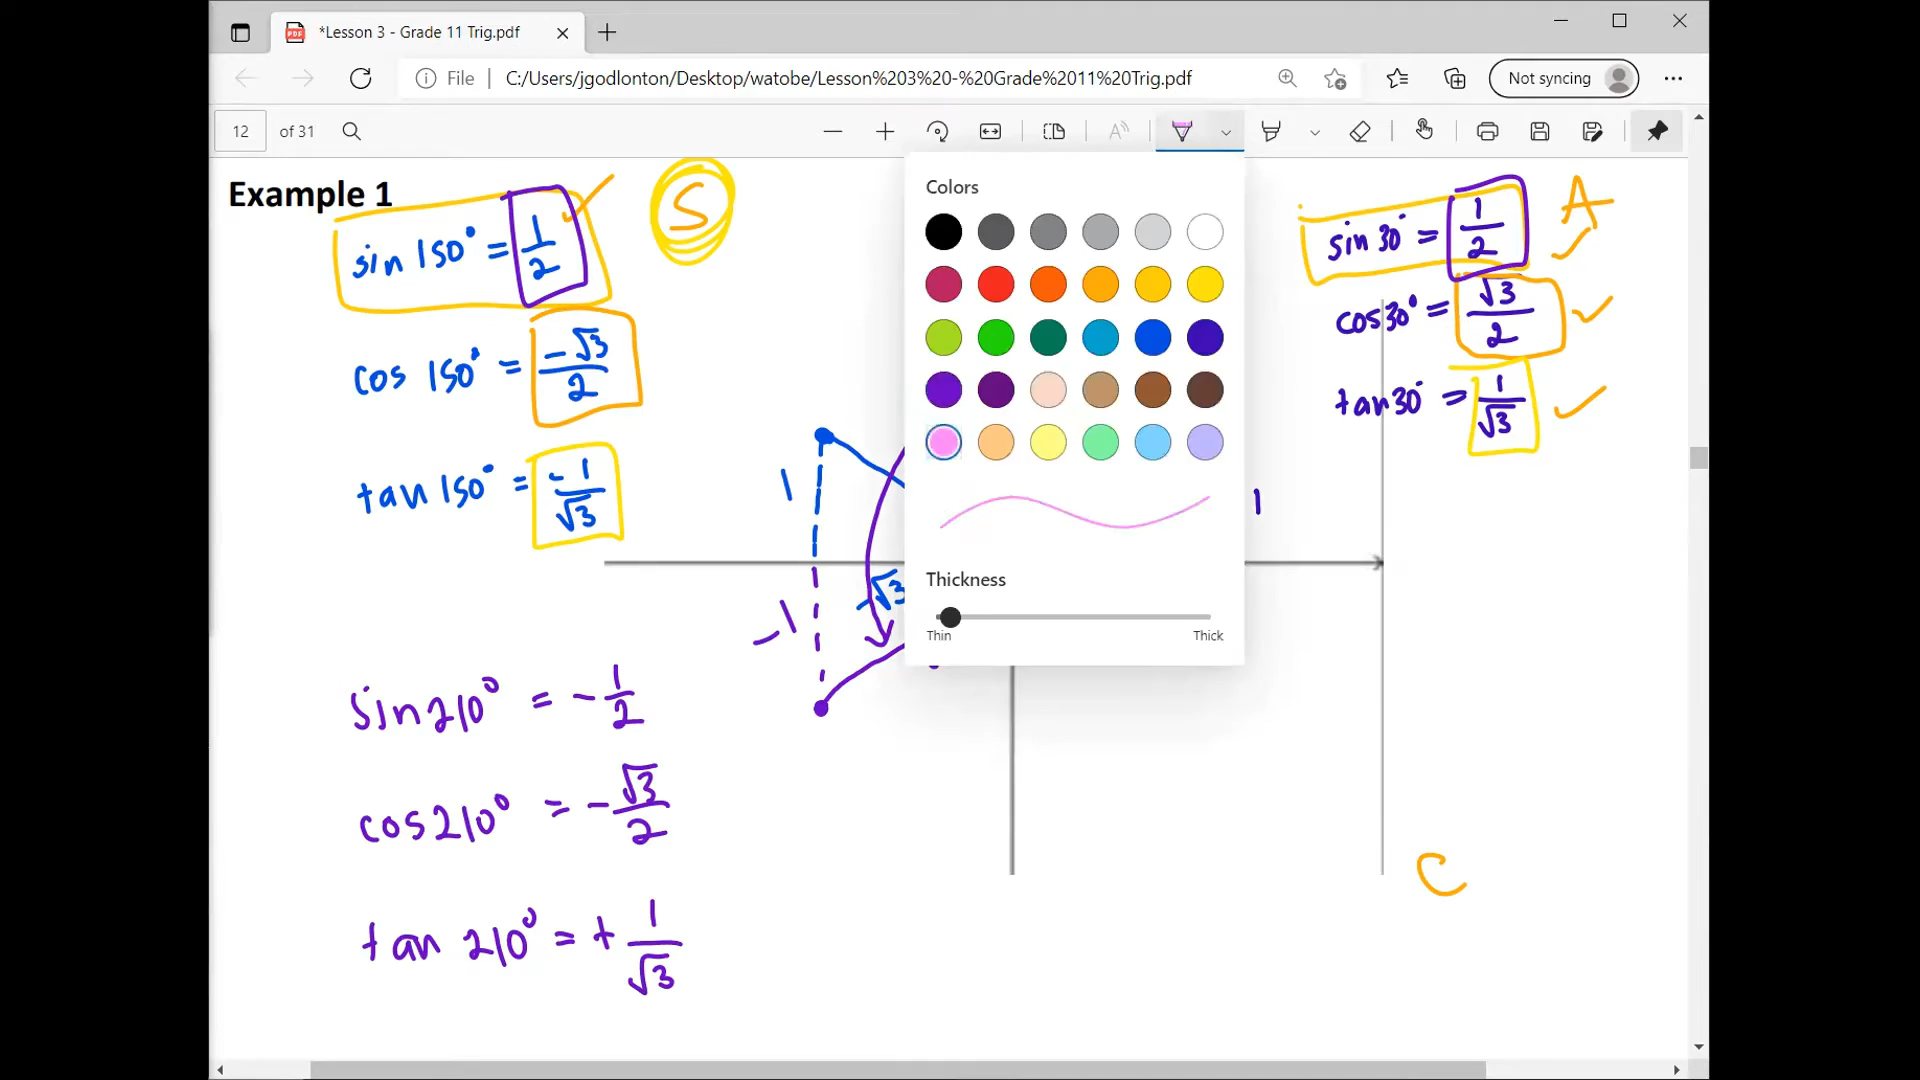 *Lesson 3 - Grade 11 Trig.pdf
File
C:/Users/jgodlonton/Desktop/watobe/Lesson%203%20-%20Grade%2011%20Trig.pdf
Not syncing
12 of 31
Example 1
sin 150° = 1/2
S
cos 150° = -√3/2
tan 150° = -1/√3
Colors
Thickness
Thin
Thick
sin 30° = 1/2
A
cos 30° = √3/2
tan 30° = 1/√3
1
1
-√3
-1
sin 210° = -1/2
cos 210° = -√3/2
C
tan 210° = +1/√3